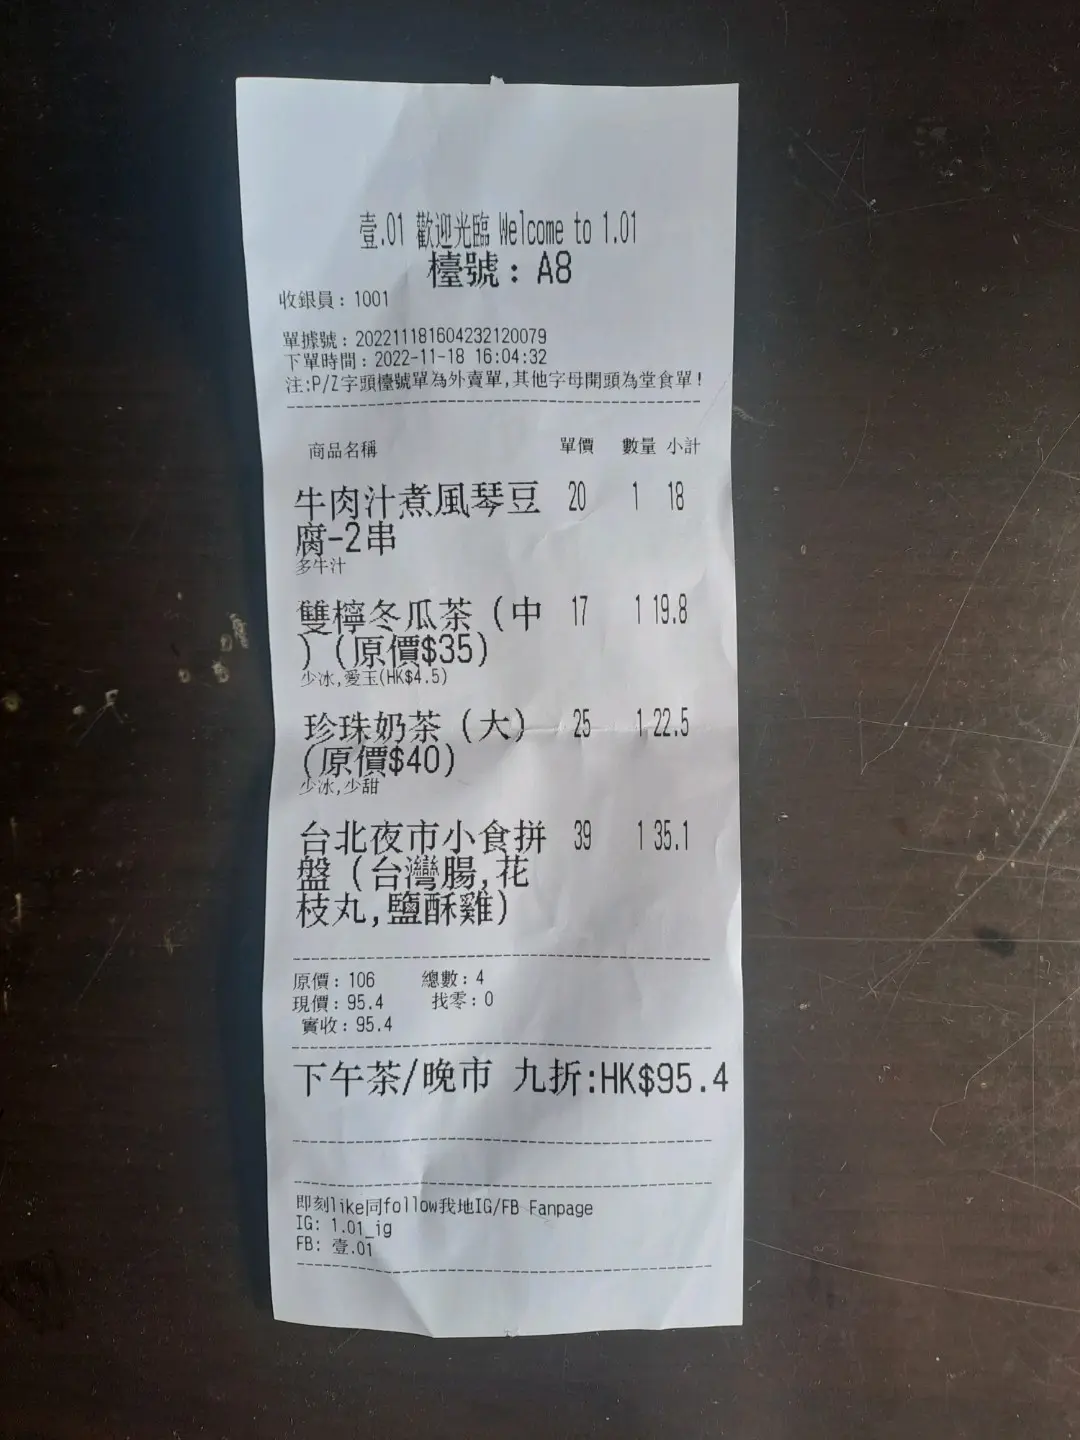 壹.01 歡迎光臨 Welcome to 1.01
檯號: A8
收銀員: 1001
單據號: 202211181604232120079
下單時間: 2022-11-18 16:04:32
注:P/Z字頭檯號單為外賣單,其他字母開頭為堂食單!
商品名稱 單價 數量 小計
牛肉汁煮風琴豆 20 1 18
腐-2串
多牛汁
雙檸冬瓜茶 (中 17 1 19.8
) (原價$35)
少冰,愛玉(HK$4.5)
珍珠奶茶 (大) 25 1 22.5
(原價$40)
少冰,少甜
台北夜市小食拼 39 1 35.1
盤 (台灣腸,花
枝丸,鹽酥雞)
原價: 106 總數: 4
現價: 95.4 找零: 0
實收: 95.4
下午茶/晚市 九折:HK$95.4
即刻like同follow我地IG/FB Fanpage
IG: 1.01_ig
FB: 壹.01